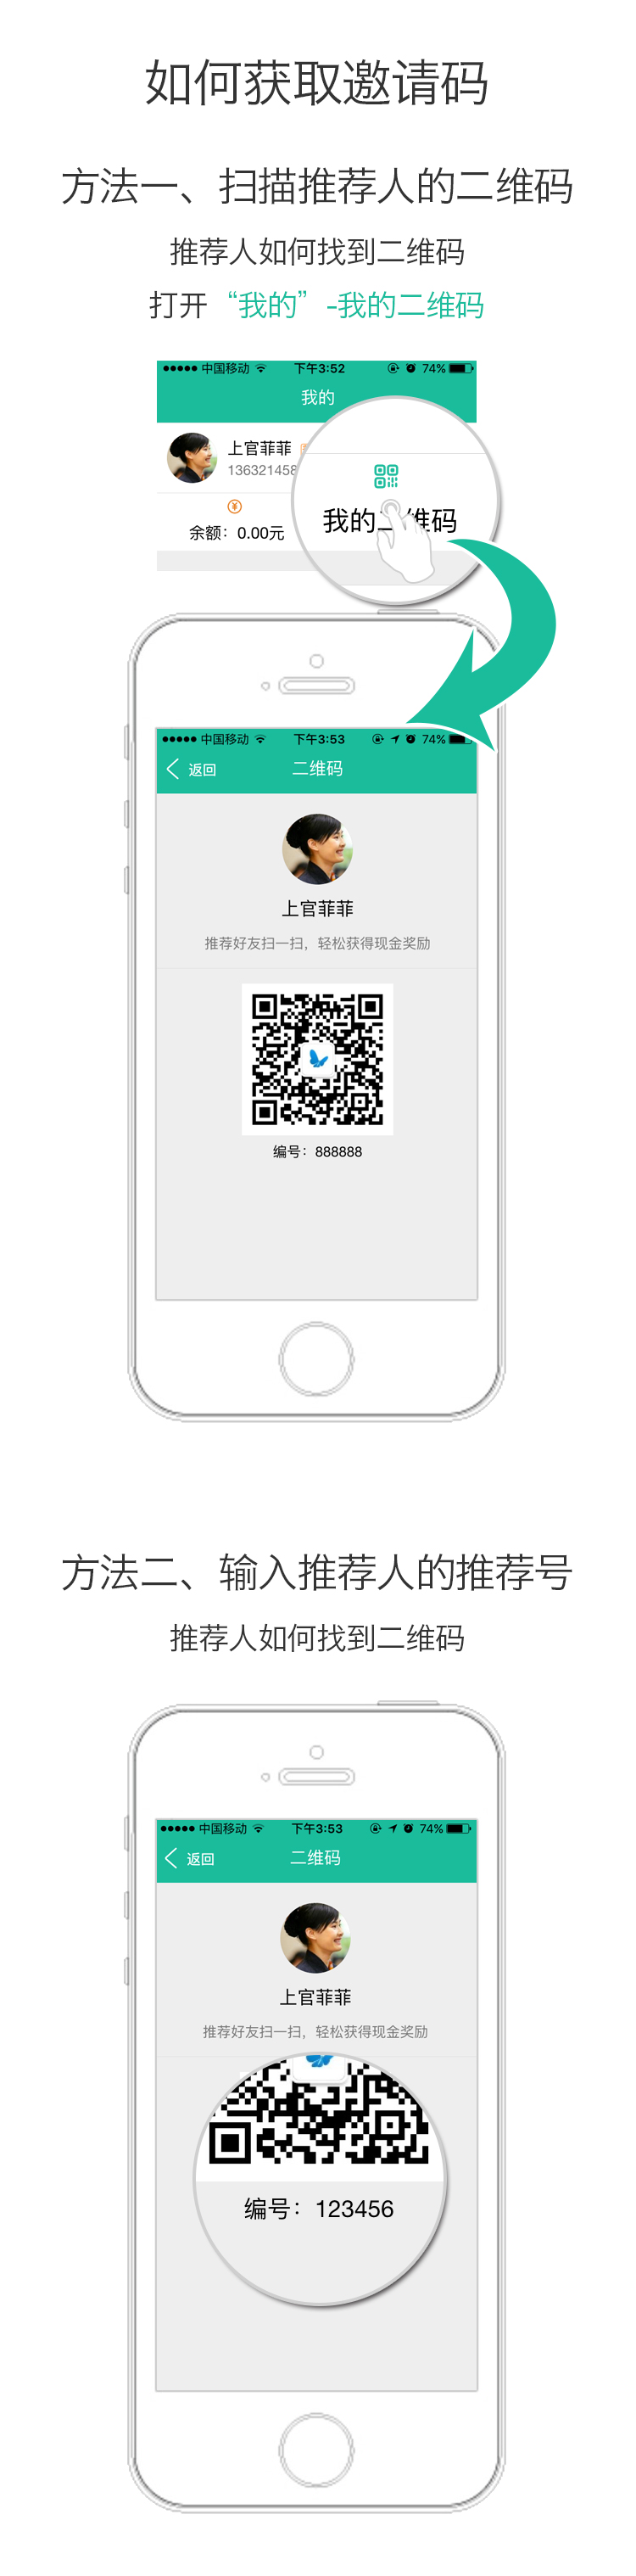 如何获取邀请码
方法一、扫描推荐人的二维码
推荐人如何找到二维码
打开“我的”-我的二维码
中国移动 下午3:52 74%
我的
上官菲菲
136321458
我的二维码
余额：0.00元
中国移动 下午3:53 74%
返回 二维码
上官菲菲
推荐好友扫一扫，轻松获得现金奖励
编号：888888
方法二、输入推荐人的推荐号
推荐人如何找到二维码
中国移动 下午3:53 74%
返回 二维码
上官菲菲
推荐好友扫一扫，轻松获得现金奖励
编号：123456